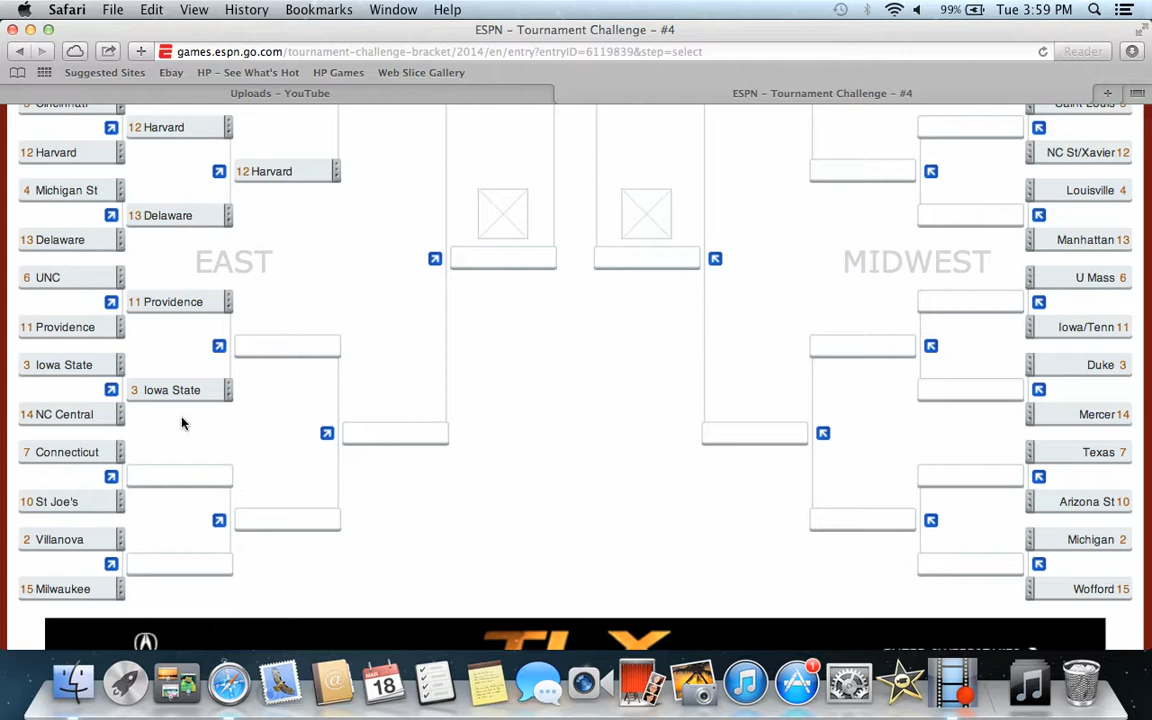 Safari File Edit View History Bookmarks Window Help 99% Tue 3:59 PM
ESPN – Tournament Challenge – #4
games.espn.go.com/tournament-challenge-bracket/2014/en/entry?entryID=6119839&step=select
Reader
Suggested Sites Ebay HP – See What's Hot HP Games Web Slice Gallery
Uploads – YouTube
ESPN – Tournament Challenge – #4
12 Harvard
12 Harvard
4 Michigan St
13 Delaware
6 UNC
11 Providence
3 Iowa State
14 NC Central
7 Connecticut
10 St Joe's
2 Villanova
15 Milwaukee
13 Delaware
11 Providence
3 Iowa State
12 Harvard
EAST
MIDWEST
NC St/Xavier 12
Louisville 4
Manhattan 13
U Mass 6
Iowa/Tenn 11
Duke 3
Mercer 14
Texas 7
Arizona St 10
Michigan 2
Wofford 15
MAR
18
1